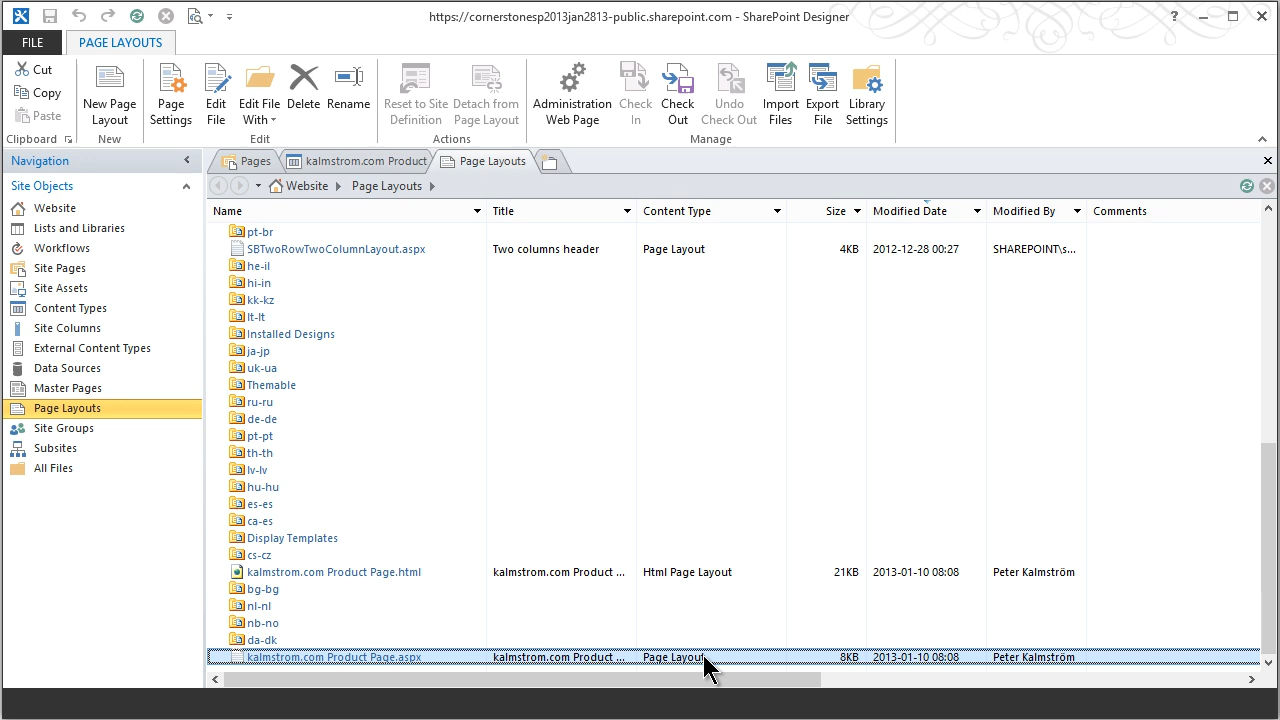 https://cornerstonesp2013jan2813-public.sharepoint.com - SharePoint Designer
FILE
PAGE LAYOUTS
Cut
Copy
Paste
Clipboard
New Page Layout
New
Page Settings
Edit File
Edit File With
Delete
Rename
Edit
Reset to Site Definition
Detach from Page Layout
Actions
Administration Web Page
Check In
Check Out
Undo Check Out
Import Files
Export File
Library Settings
Manage
Navigation
Pages
kalmstrom.com Product
Page Layouts
Site Objects
Website
Lists and Libraries
Workflows
Site Pages
Site Assets
Content Types
Site Columns
External Content Types
Data Sources
Master Pages
Page Layouts
Site Groups
Subsites
All Files
Website Page Layouts
Name Title Content Type Size Modified Date Modified By Comments
pt-br
SBTwoRowTwoColumnLayout.aspx Two columns header Page Layout 4KB 2012-12-28 00:27 SHAREPOINT\s...
he-il
hi-in
kk-kz
lt-lt
Installed Designs
ja-jp
uk-ua
Themable
ru-ru
de-de
pt-pt
th-th
lv-lv
hu-hu
es-es
ca-es
Display Templates
cs-cz
kalmstrom.com Product Page.html kalmstrom.com Product ... Html Page Layout 21KB 2013-01-10 08:08 Peter Kalmström
bg-bg
nl-nl
nb-no
da-dk
kalmstrom.com Product Page.aspx kalmstrom.com Product ... Page Layout 8KB 2013-01-10 08:08 Peter Kalmström